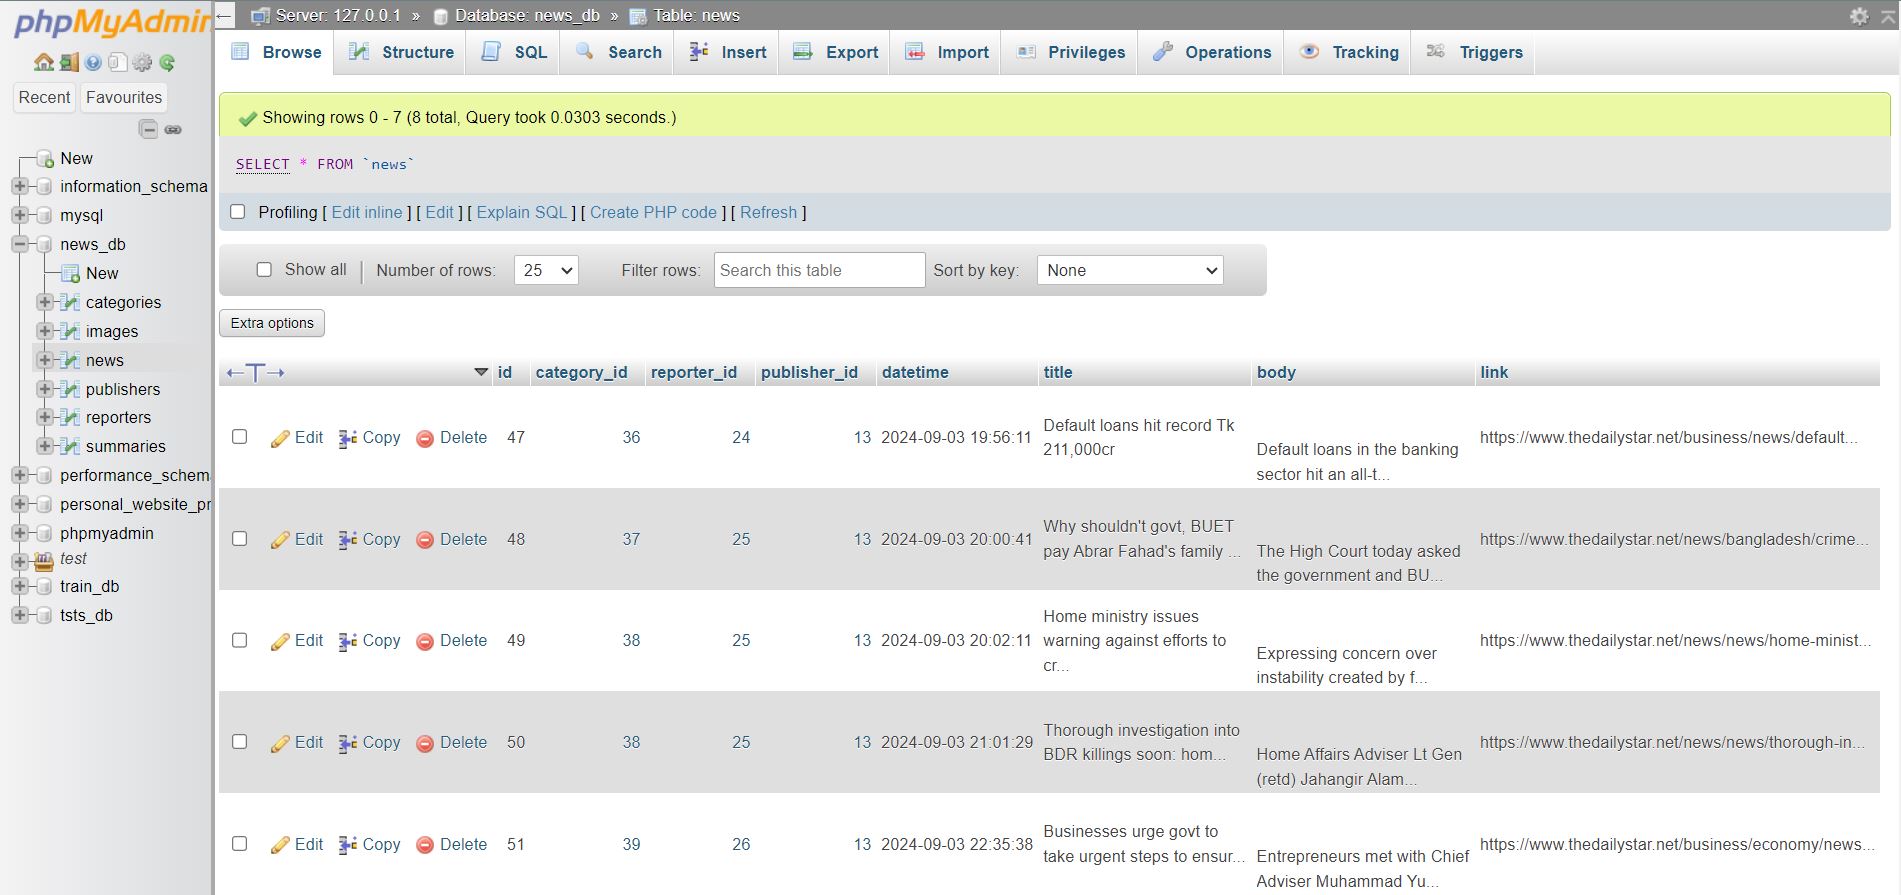 phpMyAdmin
Recent Favourites
New
information_schema
mysql
news_db
New
categories
images
news
publishers
reporters
summaries
performance_schem
personal_website_pr
phpmyadmin
test
train_db
tsts_db
← Server: 127.0.0.1 » Database: news_db » Table: news
Browse Structure SQL Search Insert Export Import Privileges Operations Tracking Triggers
Showing rows 0 - 7 (8 total, Query took 0.0303 seconds.)
SELECT * FROM `news`
Profiling [ Edit inline ] [ Edit ] [ Explain SQL ] [ Create PHP code ] [ Refresh ]
Show all | Number of rows: 25 Filter rows: Search this table Sort by key: None
Extra options
←T→ id category_id reporter_id publisher_id datetime title body link
Edit Copy Delete 47 36 24 13 2024-09-03 19:56:11
Default loans hit record Tk
211,000cr
Default loans in the banking
sector hit an all-t...
https://www.thedailystar.net/business/news/default...
Edit Copy Delete 48 37 25 13 2024-09-03 20:00:41
Why shouldn't govt, BUET
pay Abrar Fahad's family ...
The High Court today asked
the government and BU...
https://www.thedailystar.net/news/bangladesh/crime...
Edit Copy Delete 49 38 25 13 2024-09-03 20:02:11
Home ministry issues
warning against efforts to
cr...
Expressing concern over
instability created by f...
https://www.thedailystar.net/news/news/home-minist...
Edit Copy Delete 50 38 25 13 2024-09-03 21:01:29
Thorough investigation into
BDR killings soon: hom...
Home Affairs Adviser Lt Gen
(retd) Jahangir Alam...
https://www.thedailystar.net/news/news/thorough-in...
Edit Copy Delete 51 39 26 13 2024-09-03 22:35:38
Businesses urge govt to
take urgent steps to ensur...
Entrepreneurs met with Chief
Adviser Muhammad Yu...
https://www.thedailystar.net/business/economy/news...